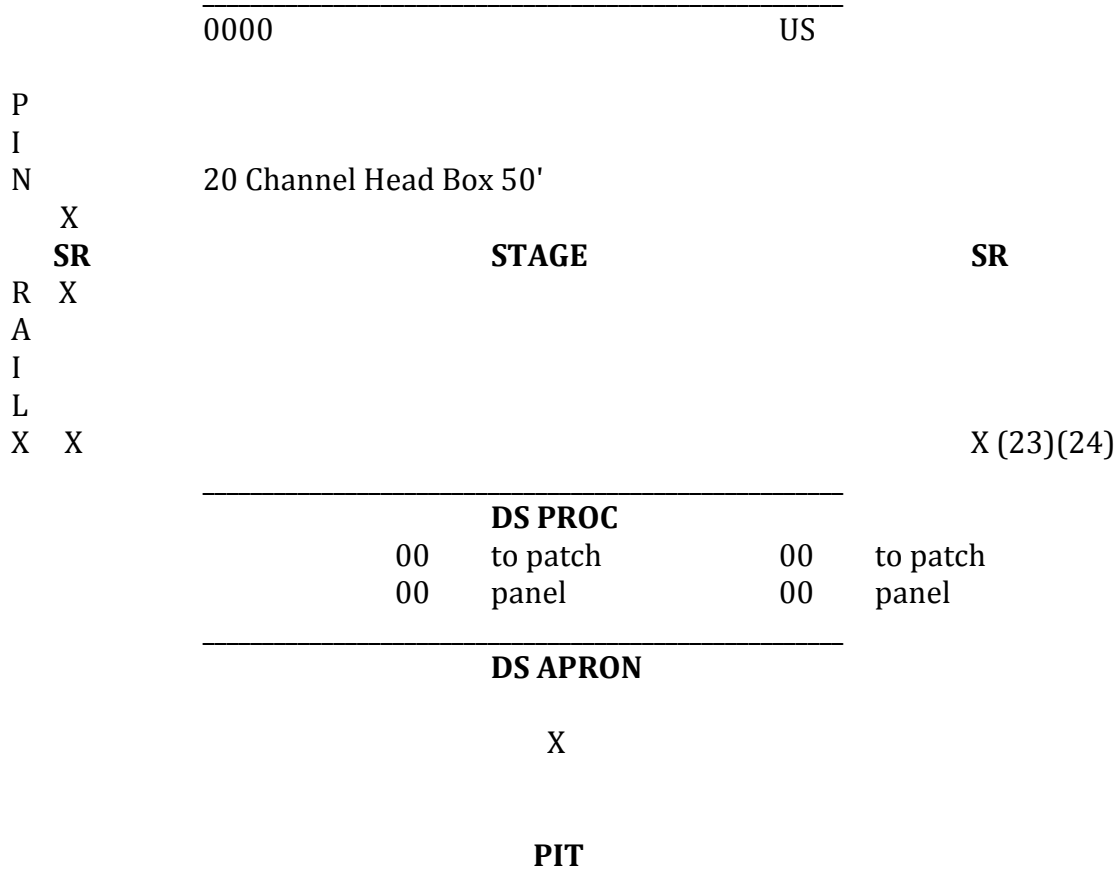 0000 US
P
I
N 20 Channel Head Box 50'
X
SR STAGE SR
R X
A
I
L
X X X (23)(24)
DS PROC
00 to patch 00 to patch
00 panel 00 panel
DS APRON
X
PIT